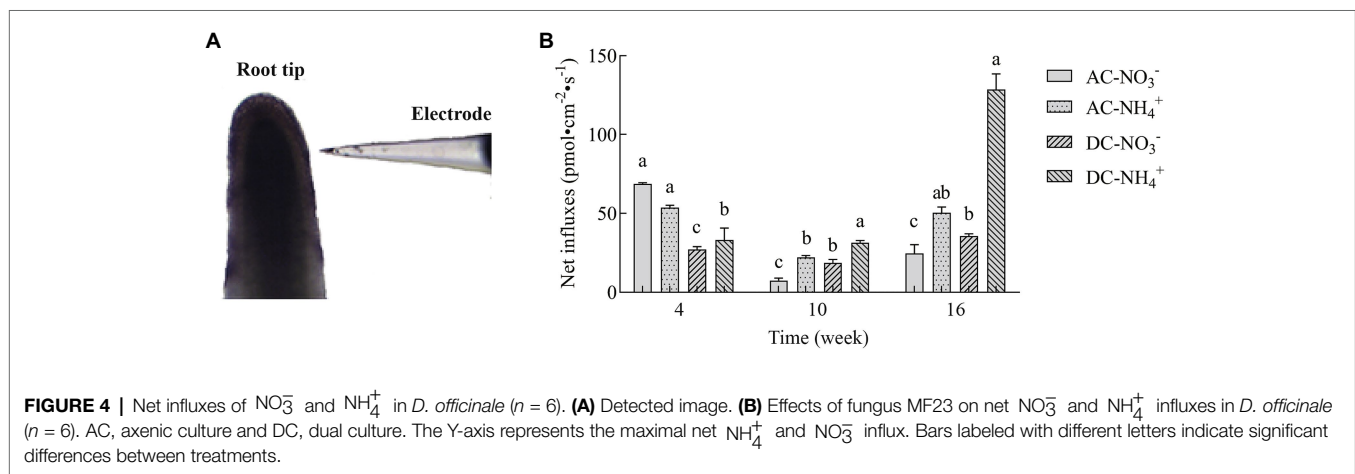 A
Root tip
Electrode
B
Net influxes (pmol•cm⁻²•s⁻¹)
150
100
50
0
a
a
c
b
c
b
b
a
c
ab
b
a
4
10
16
Time (week)
AC-NO₃⁻
AC-NH₄⁺
DC-NO₃⁻
DC-NH₄⁺
FIGURE 4 | Net influxes of NO₃⁻ and NH₄⁺ in D. officinale (n = 6). (A) Detected image. (B) Effects of fungus MF23 on net NO₃⁻ and NH₄⁺ influxes in D. officinale
(n = 6). AC, axenic culture and DC, dual culture. The Y-axis represents the maximal net NH₄⁺ and NO₃⁻ influx. Bars labeled with different letters indicate significant
differences between treatments.